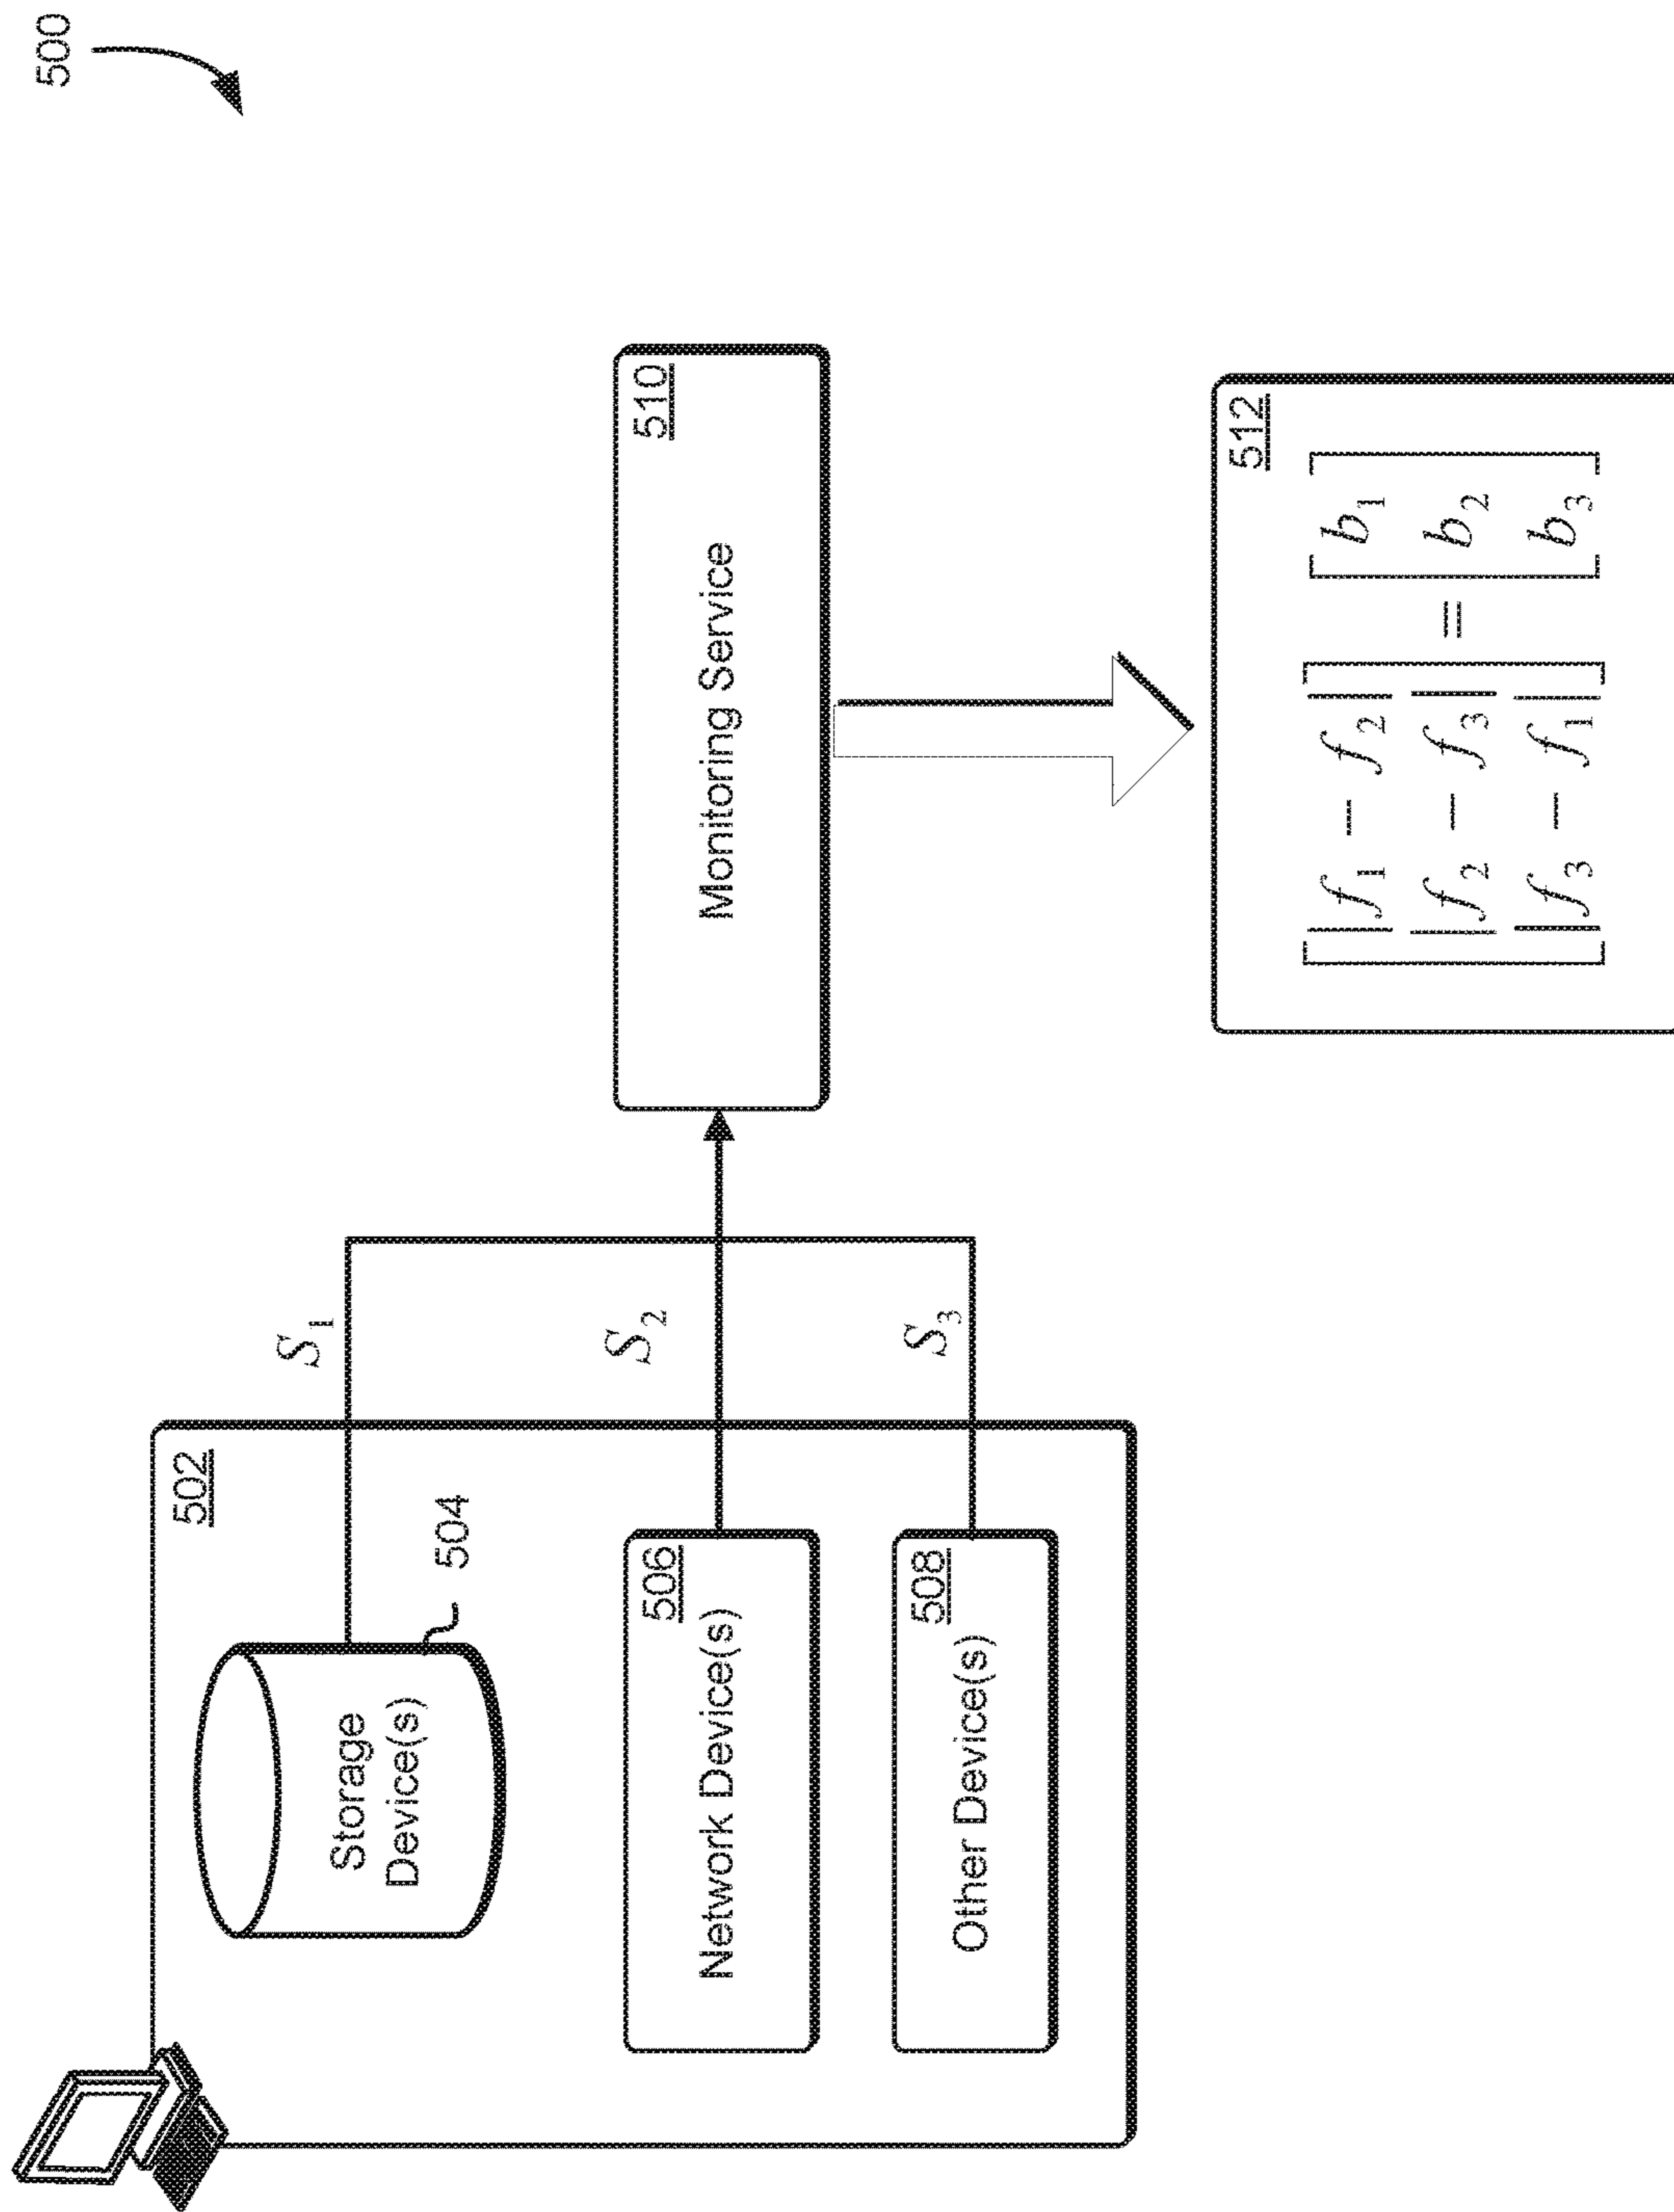 500
502
Storage
Device(s)
504
S₁
506
Network Device(s)
S₂
508
Other Device(s)
S₃
510
Monitoring Service
512
[|f₁ − f₂|] = [b₁]
[|f₂ − f₃|] = [b₂]
[|f₃ − f₁|] = [b₃]